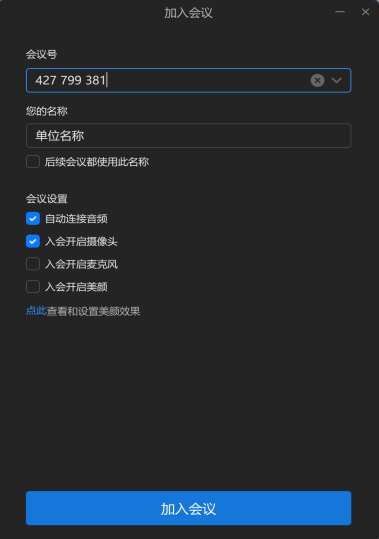 加入会议
会议号
427 799 381
您的名称
单位名称
后续会议都使用此名称
会议设置
自动连接音频
入会开启摄像头
入会开启麦克风
入会开启美颜
点此查看和设置美颜效果
加入会议